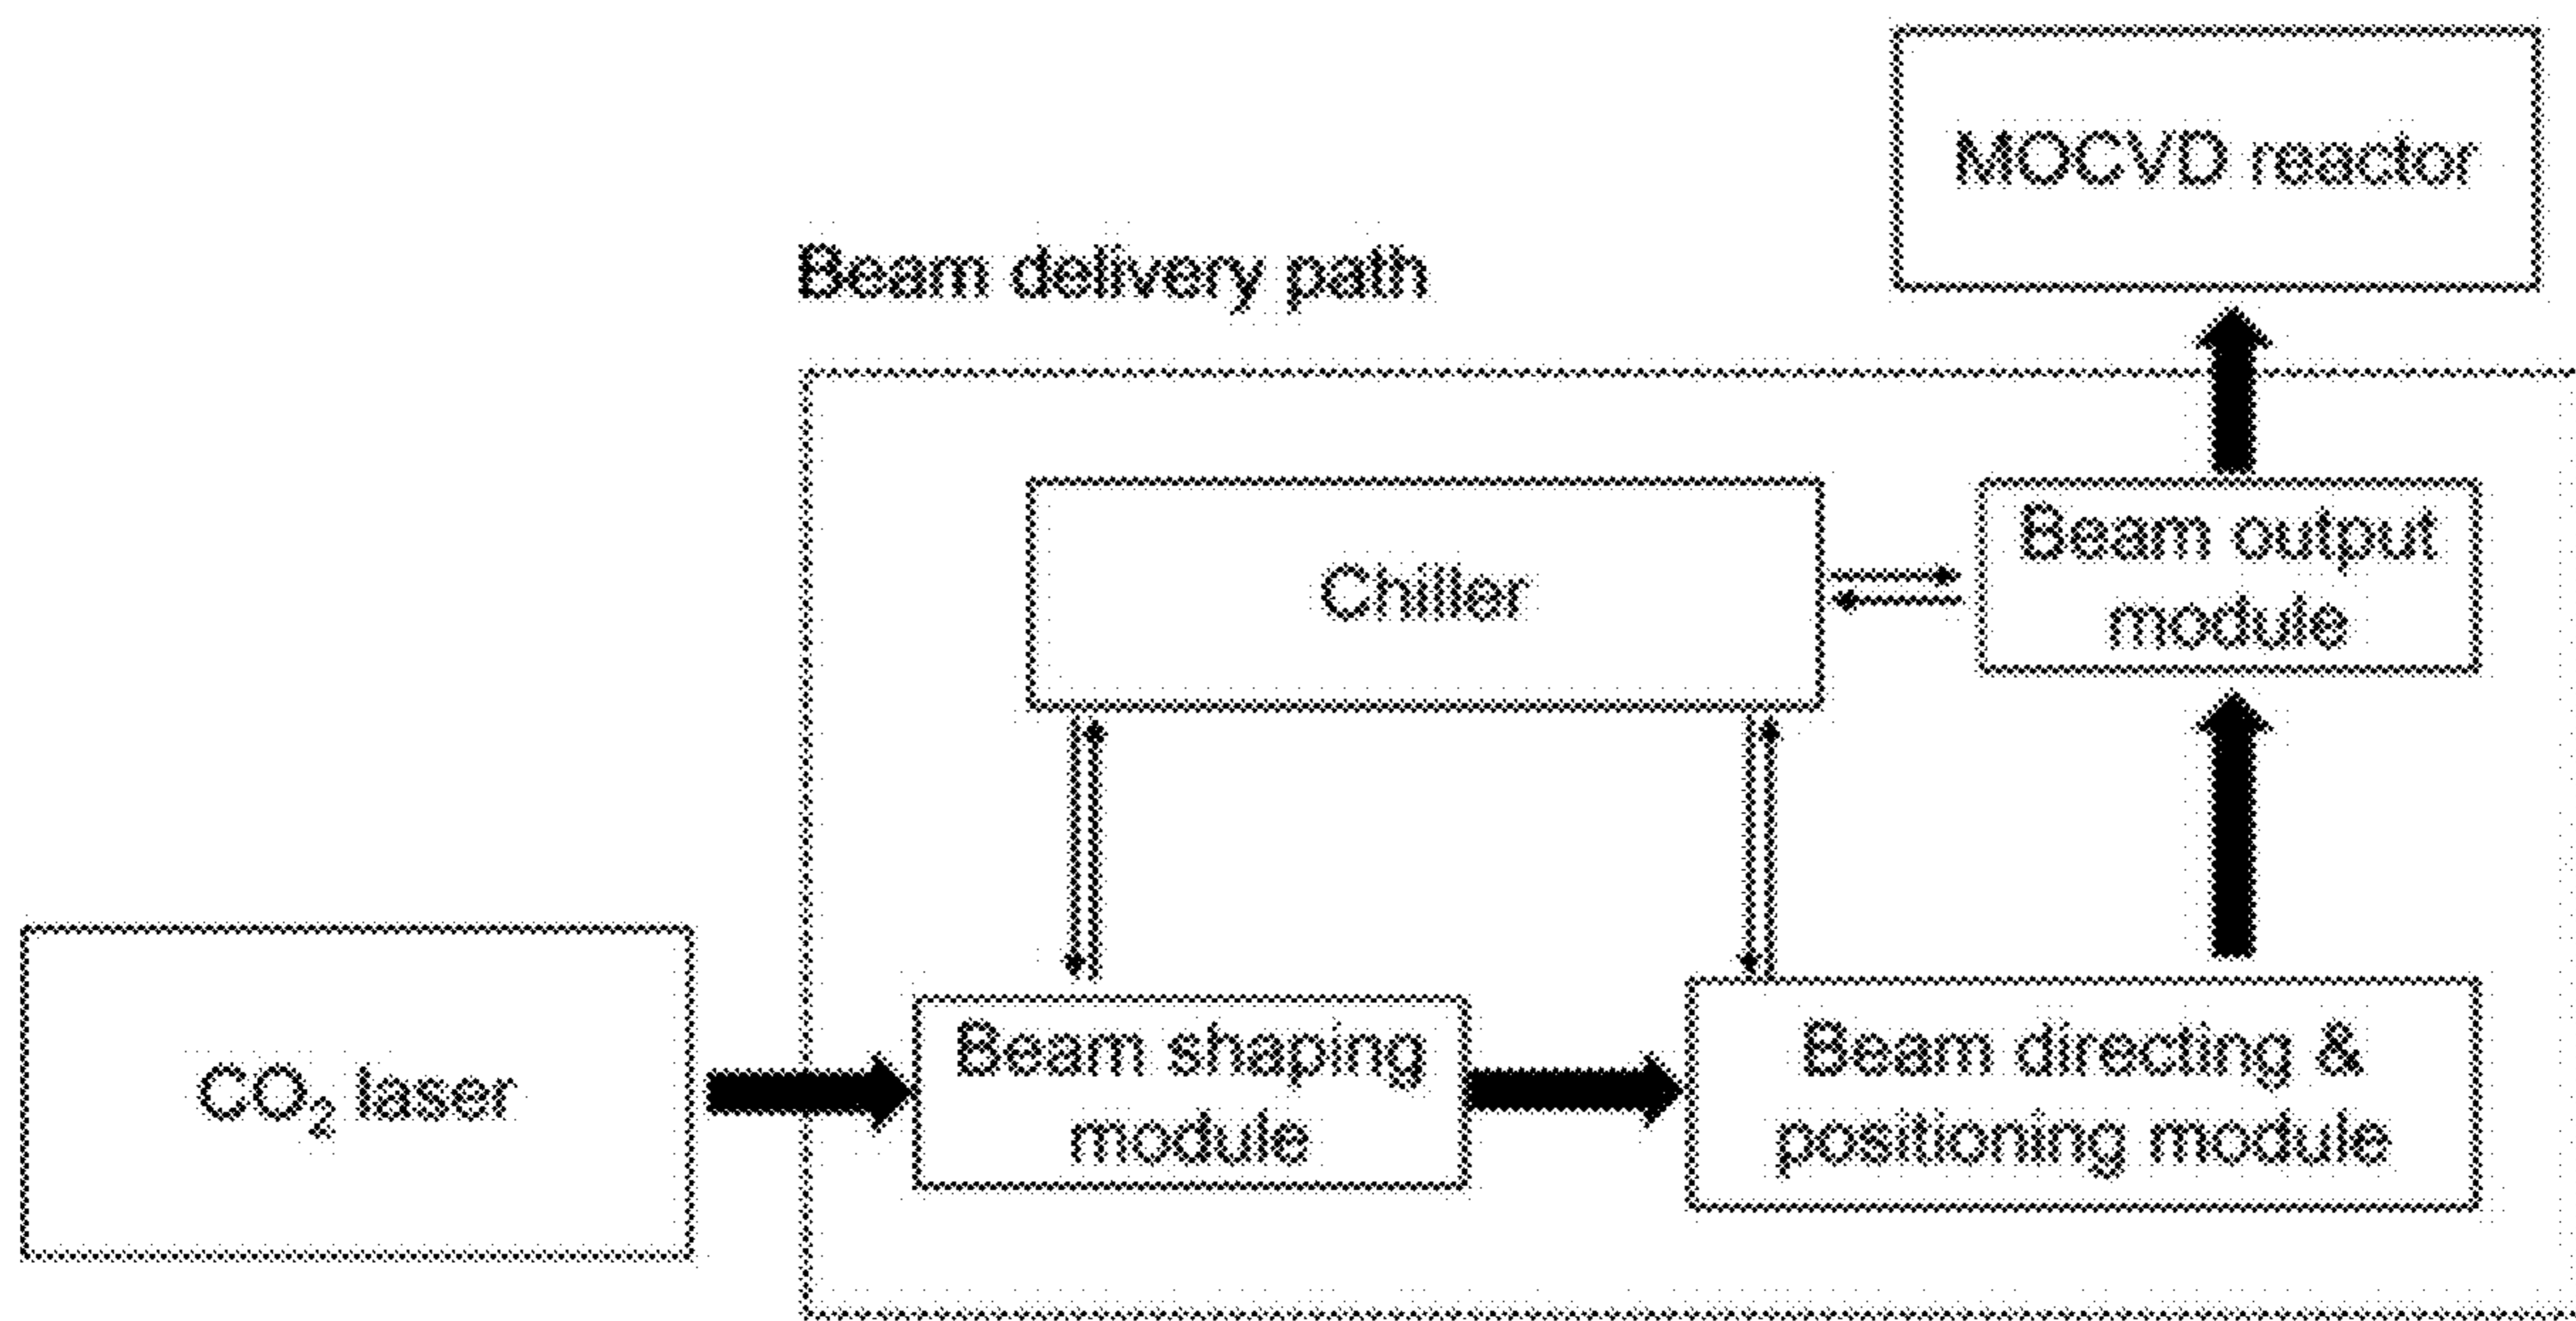 MOCVD reactor
Beam delivery path
Chiller
Beam output
module
CO₂ laser
Beam shaping
module
Beam directing &
positioning module